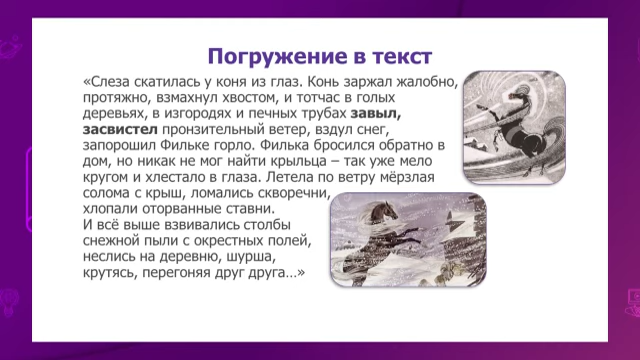 Погружение в текст
«Слеза скатилась у коня из глаз. Конь заржал жалобно,
протяжно, взмахнул хвостом, и тотчас в голых
деревьях, в изгородях и печных трубах завыл,
засвистел пронзительный ветер, вздул снег,
запорошил Фильке горло. Филька бросился обратно в
дом, но никак не мог найти крыльца – так уже мело
кругом и хлестало в глаза. Летела по ветру мёрзлая
солома с крыш, ломались скворечни,
хлопали оторванные ставни.
И всё выше взвивались столбы
снежной пыли с окрестных полей,
неслись на деревню, шурша,
крутясь, перегоняя друг друга…»